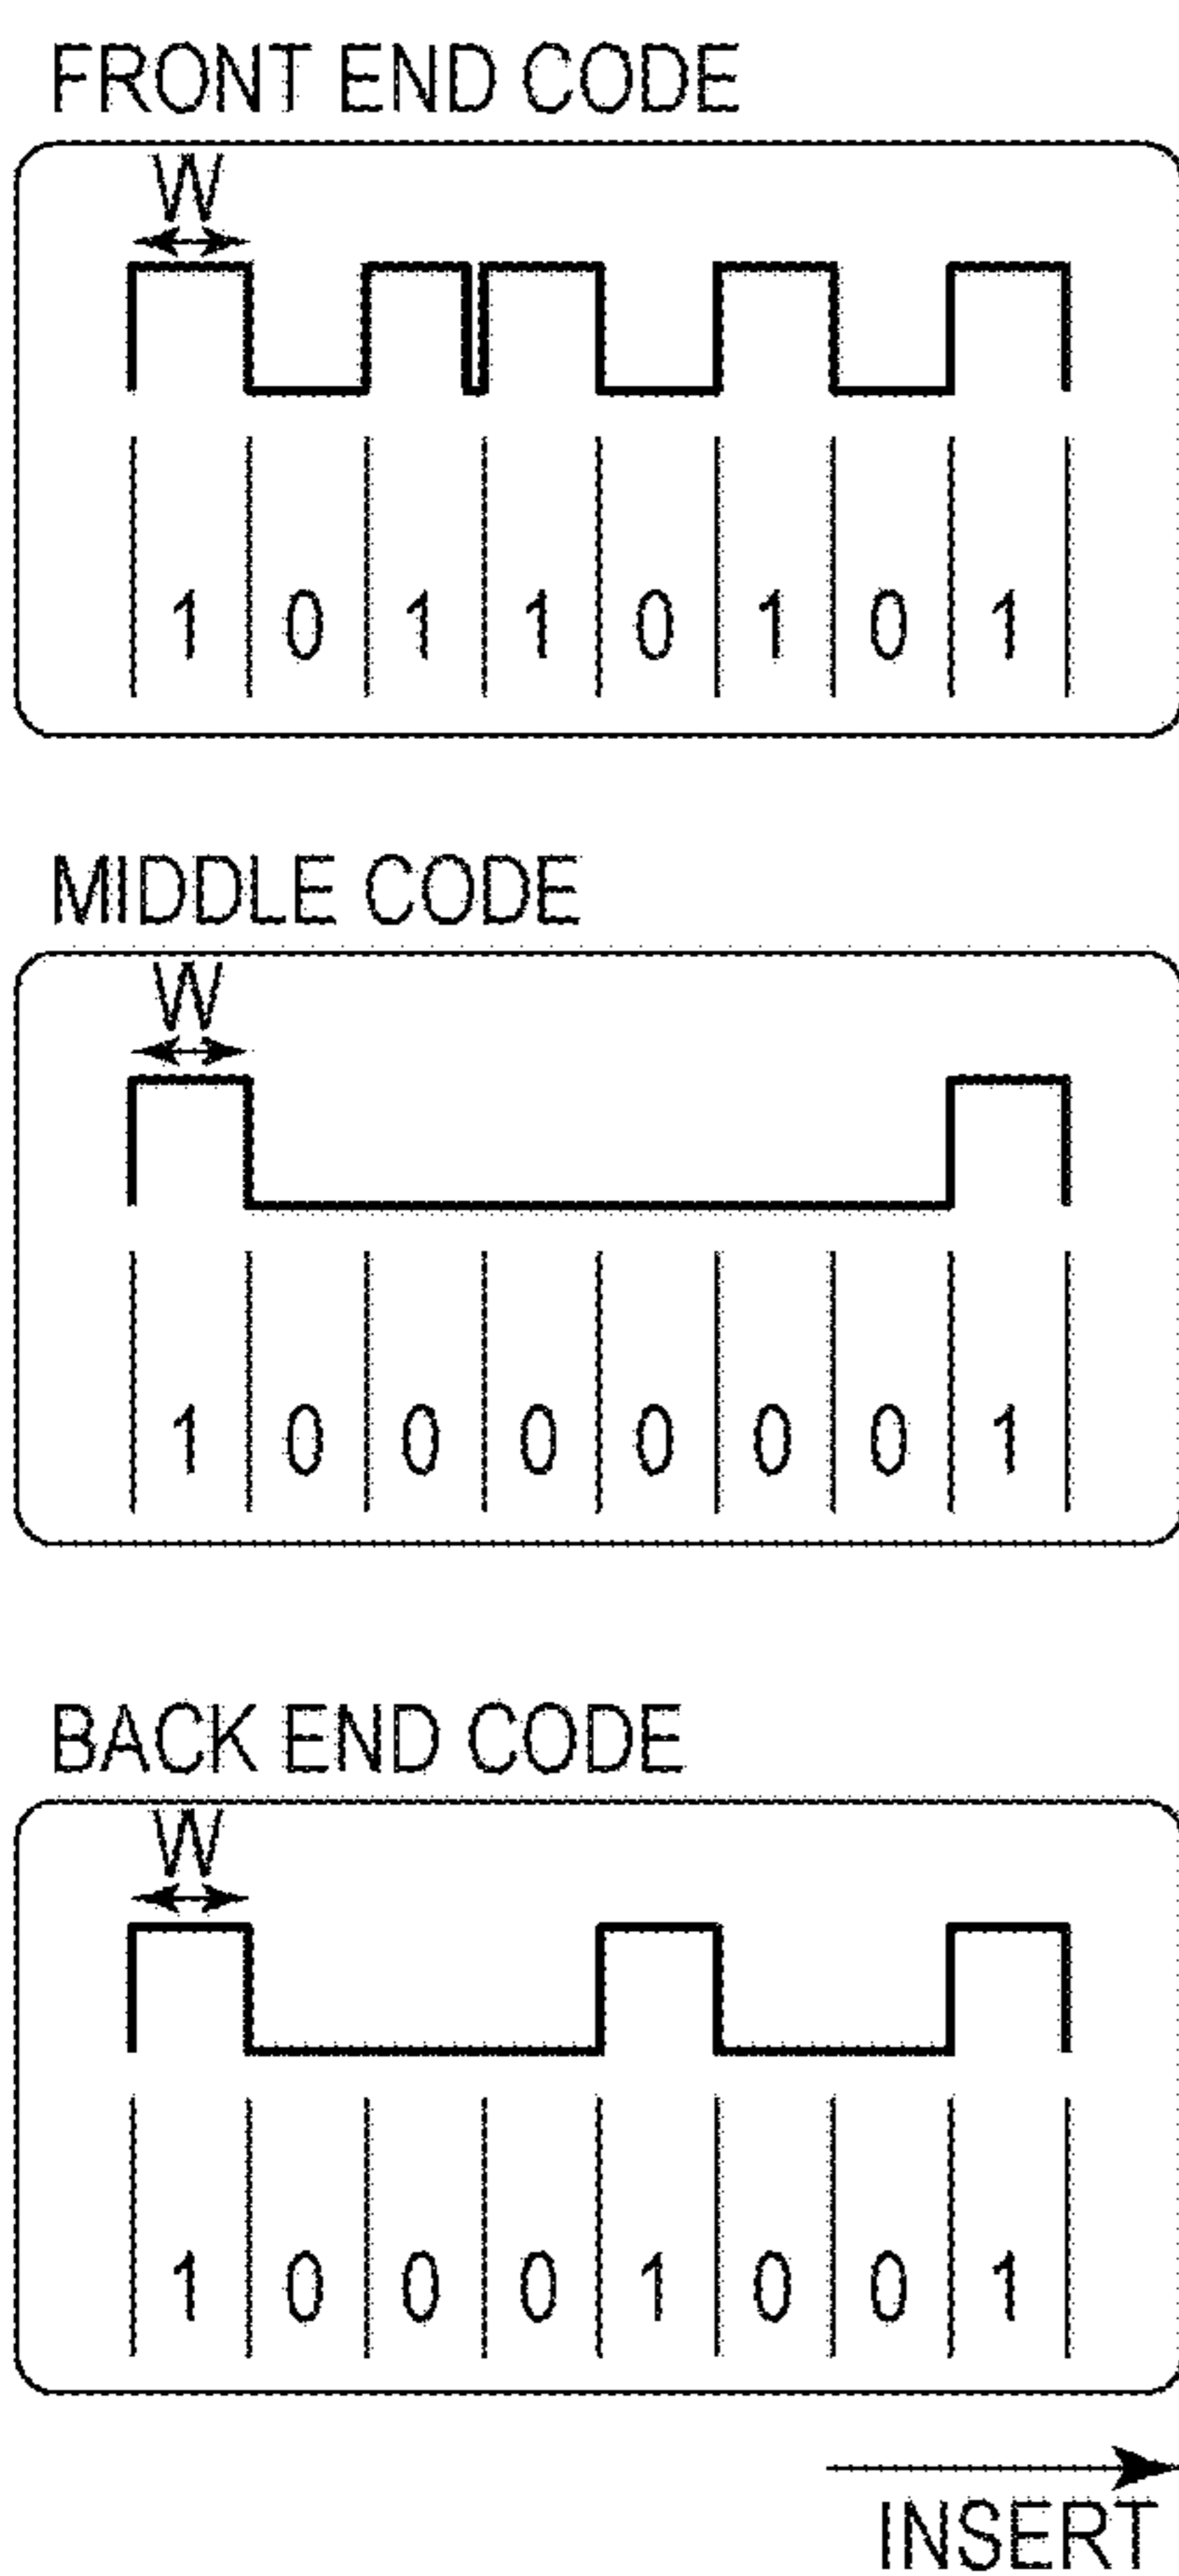 FRONT END CODE
W
1 0 1 1 0 1 0 1
MIDDLE CODE
W
1 0 0 0 0 0 0 1
BACK END CODE
W
1 0 0 0 1 0 0 1
INSERT